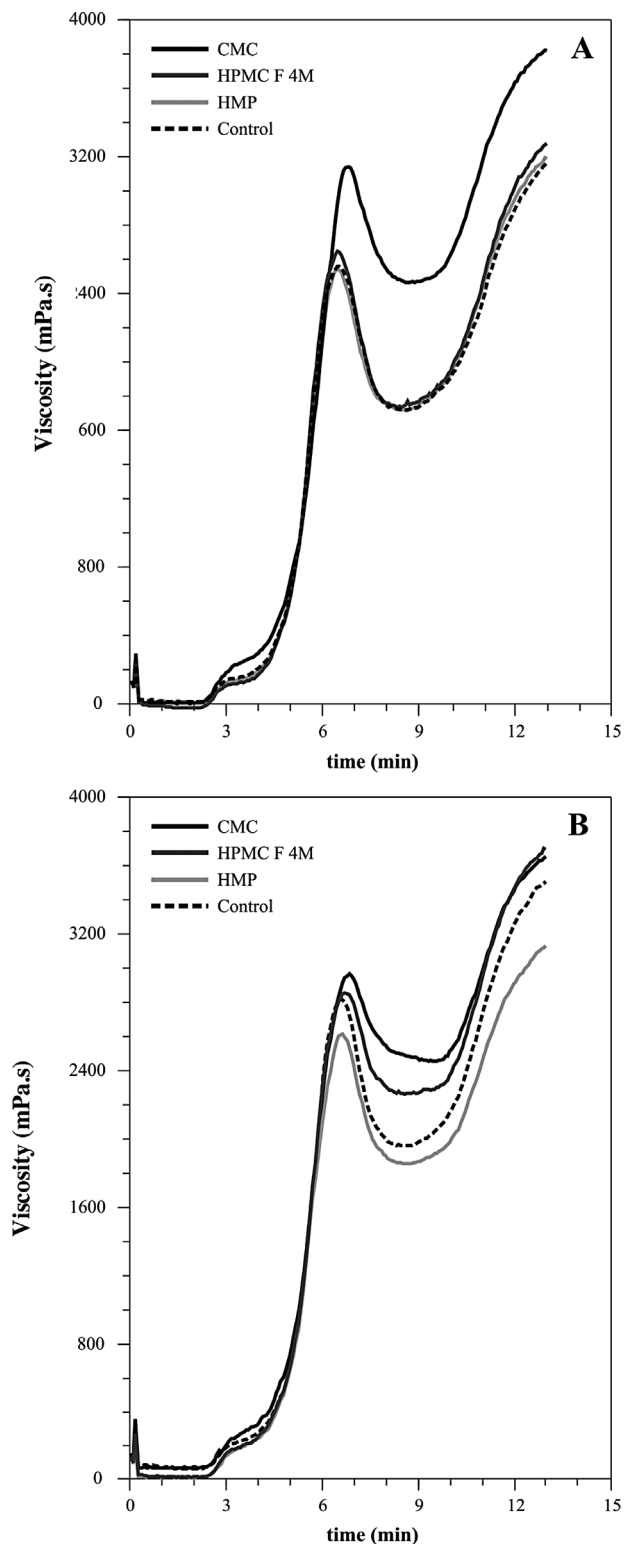 4000
A
CMC
HPMC F 4M
HMP
Control
3200
400
600
800
0
Viscosity (mPa.s)
0 3 6 9 12 15
time (min)
4000
B
CMC
HPMC F 4M
HMP
Control
3200
2400
1600
800
0
Viscosity (mPa.s)
0 3 6 9 12 15
time (min)